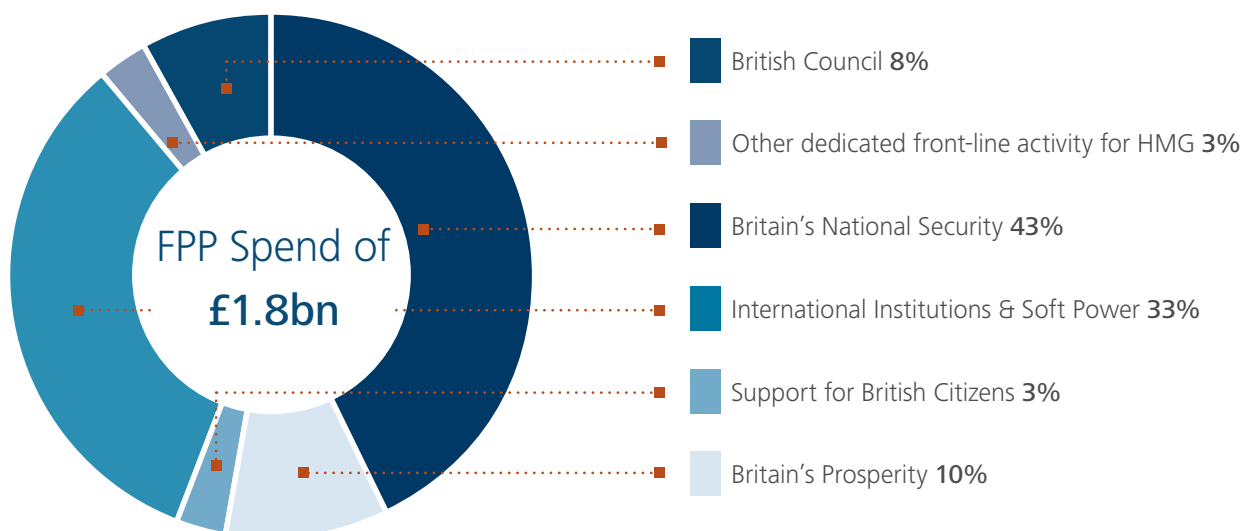 British Council 8%
Other dedicated front-line activity for HMG 3%
Britain's National Security 43%
FPP Spend of
£1.8bn
International Institutions & Soft Power 33%
Support for British Citizens 3%
Britain's Prosperity 10%